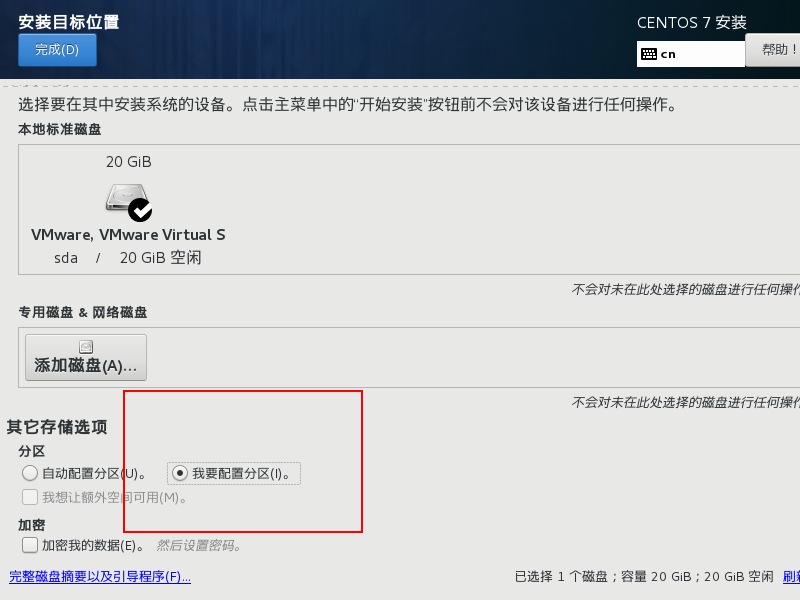 安装目标位置
CENTOS 7 安装
完成(D)
cn
帮助！
选择要在其中安装系统的设备。点击主菜单中的“开始安装”按钮前不会对该设备进行任何操作。
本地标准磁盘
20 GiB
VMware, VMware Virtual S
sda / 20 GiB 空闲
不会对未在此处选择的磁盘进行任何操作
专用磁盘 & 网络磁盘
添加磁盘(A)...
不会对未在此处选择的磁盘进行任何操作
其它存储选项
分区
自动配置分区(U)。 我要配置分区(I)。
我想让额外空间可用(M)。
加密
加密我的数据(E)。 然后设置密码。
完整磁盘摘要以及引导程序(F)...
已选择 1 个磁盘；容量 20 GiB；20 GiB 空闲 刷